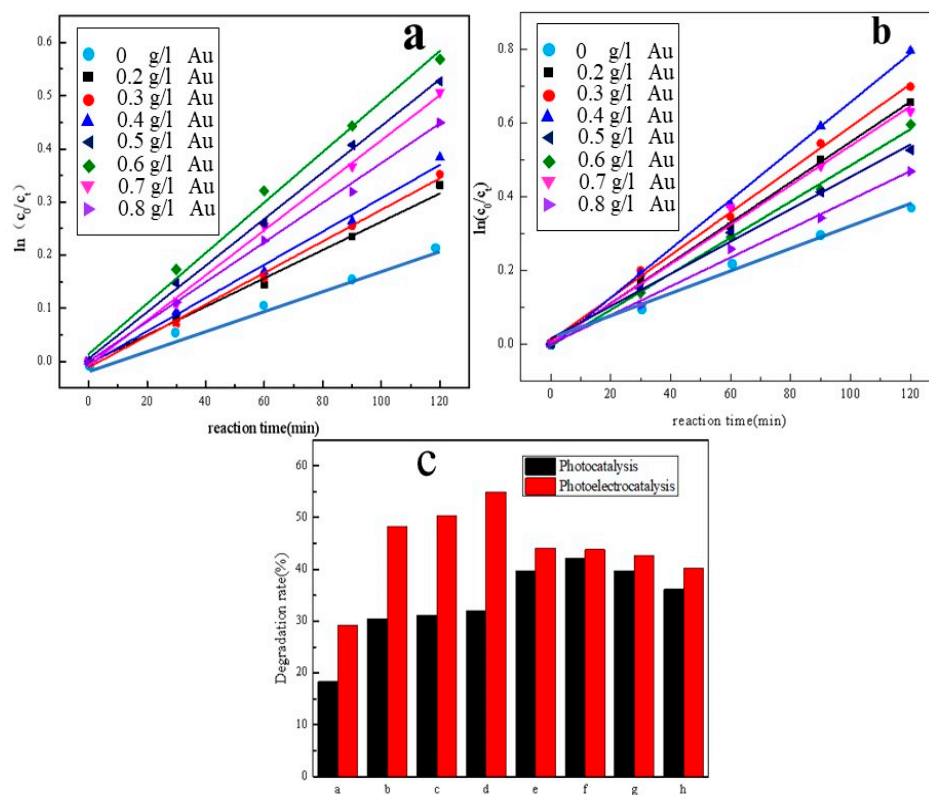 a
0 g/l Au
0.2 g/l Au
0.3 g/l Au
0.4 g/l Au
0.5 g/l Au
0.6 g/l Au
0.7 g/l Au
0.8 g/l Au
ln（c₀/cₜ）
0.6
0.5
0.4
0.3
0.2
0.1
0.0
0 20 40 60 80 100 120
reaction time(min)
b
0 g/l Au
0.2 g/l Au
0.3 g/l Au
0.4 g/l Au
0.5 g/l Au
0.6 g/l Au
0.7 g/l Au
0.8 g/l Au
ln(c₀/cₜ)
0.8
0.6
0.4
0.2
0.0
0 20 40 60 80 100 120
reaction time(min)
c
Photocatalysis
Photoelectrocatalysis
Degradation rate(%)
60
50
40
30
20
10
0
a b c d e f g h